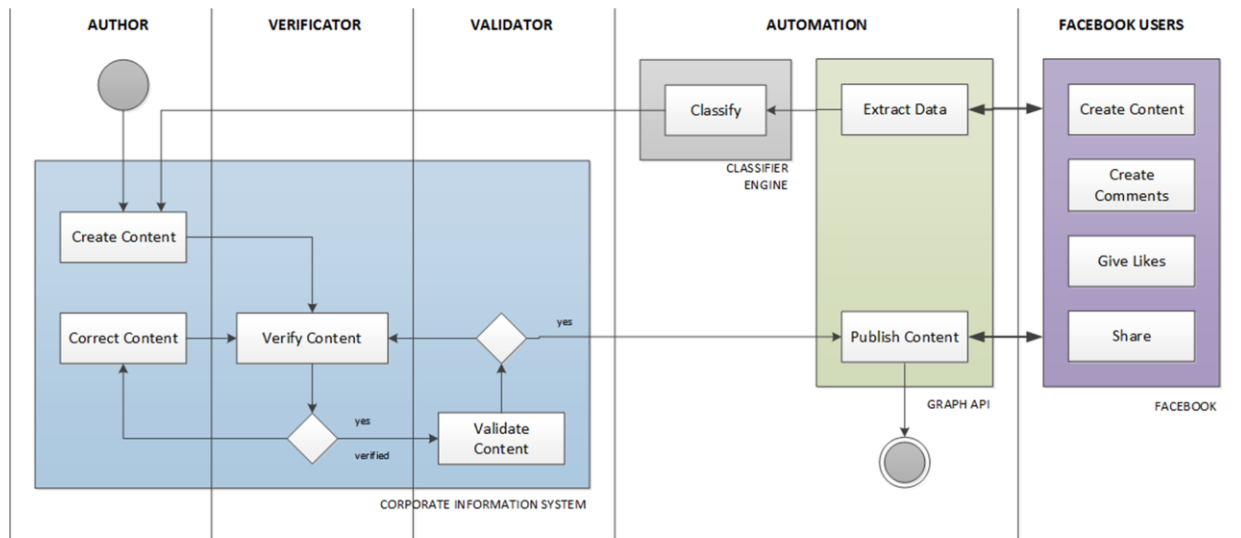 AUTHOR
VERIFICATOR
VALIDATOR
AUTOMATION
FACEBOOK USERS
Classify
Extract Data
Create Content
CLASSIFIER
ENGINE
Create
Comments
Create Content
Give Likes
Correct Content
Verify Content
yes
Publish Content
Share
GRAPH API
FACEBOOK
yes
verified
Validate
Content
CORPORATE INFORMATION SYSTEM